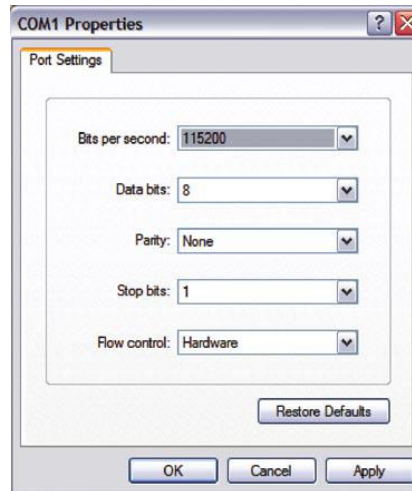 COM1 Properties
Port Settings
Bits per second: 115200
Data bits: 8
Parity: None
Stop bits: 1
Flow control: Hardware
Restore Defaults
OK Cancel Apply